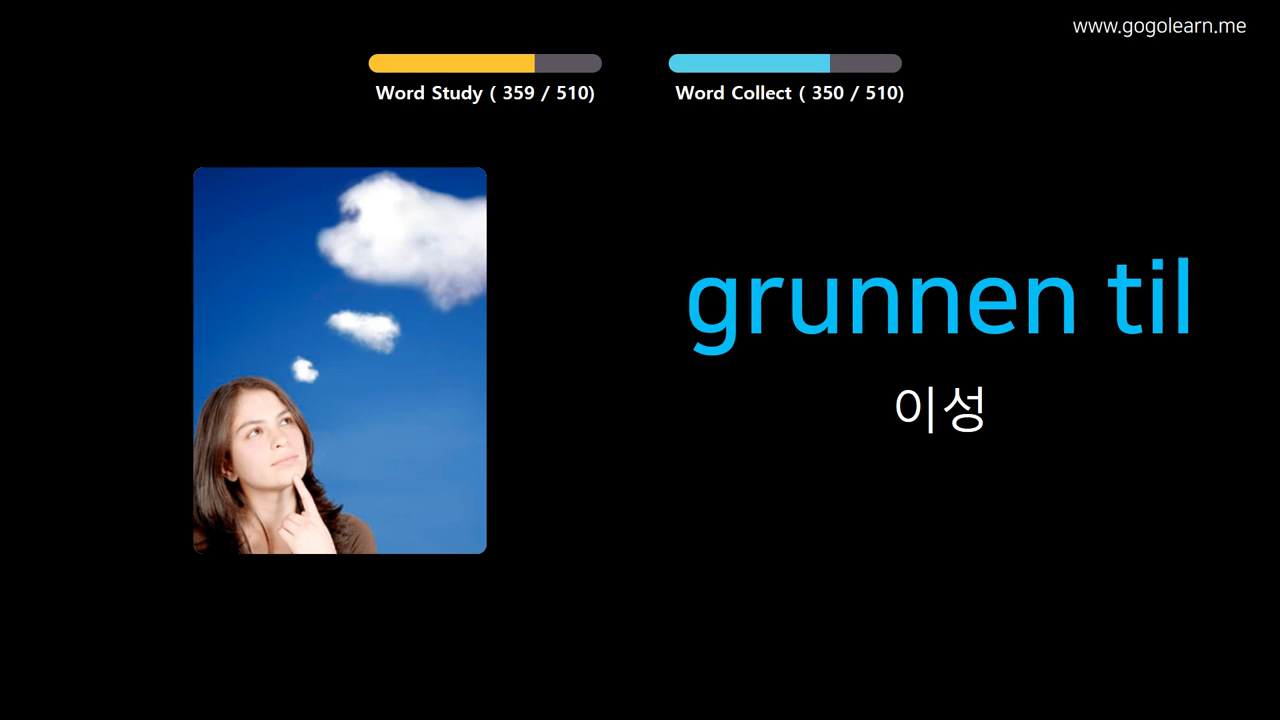 www.gogolearn.me
Word Study ( 359 / 510)
Word Collect ( 350 / 510)
grunnen til
이성